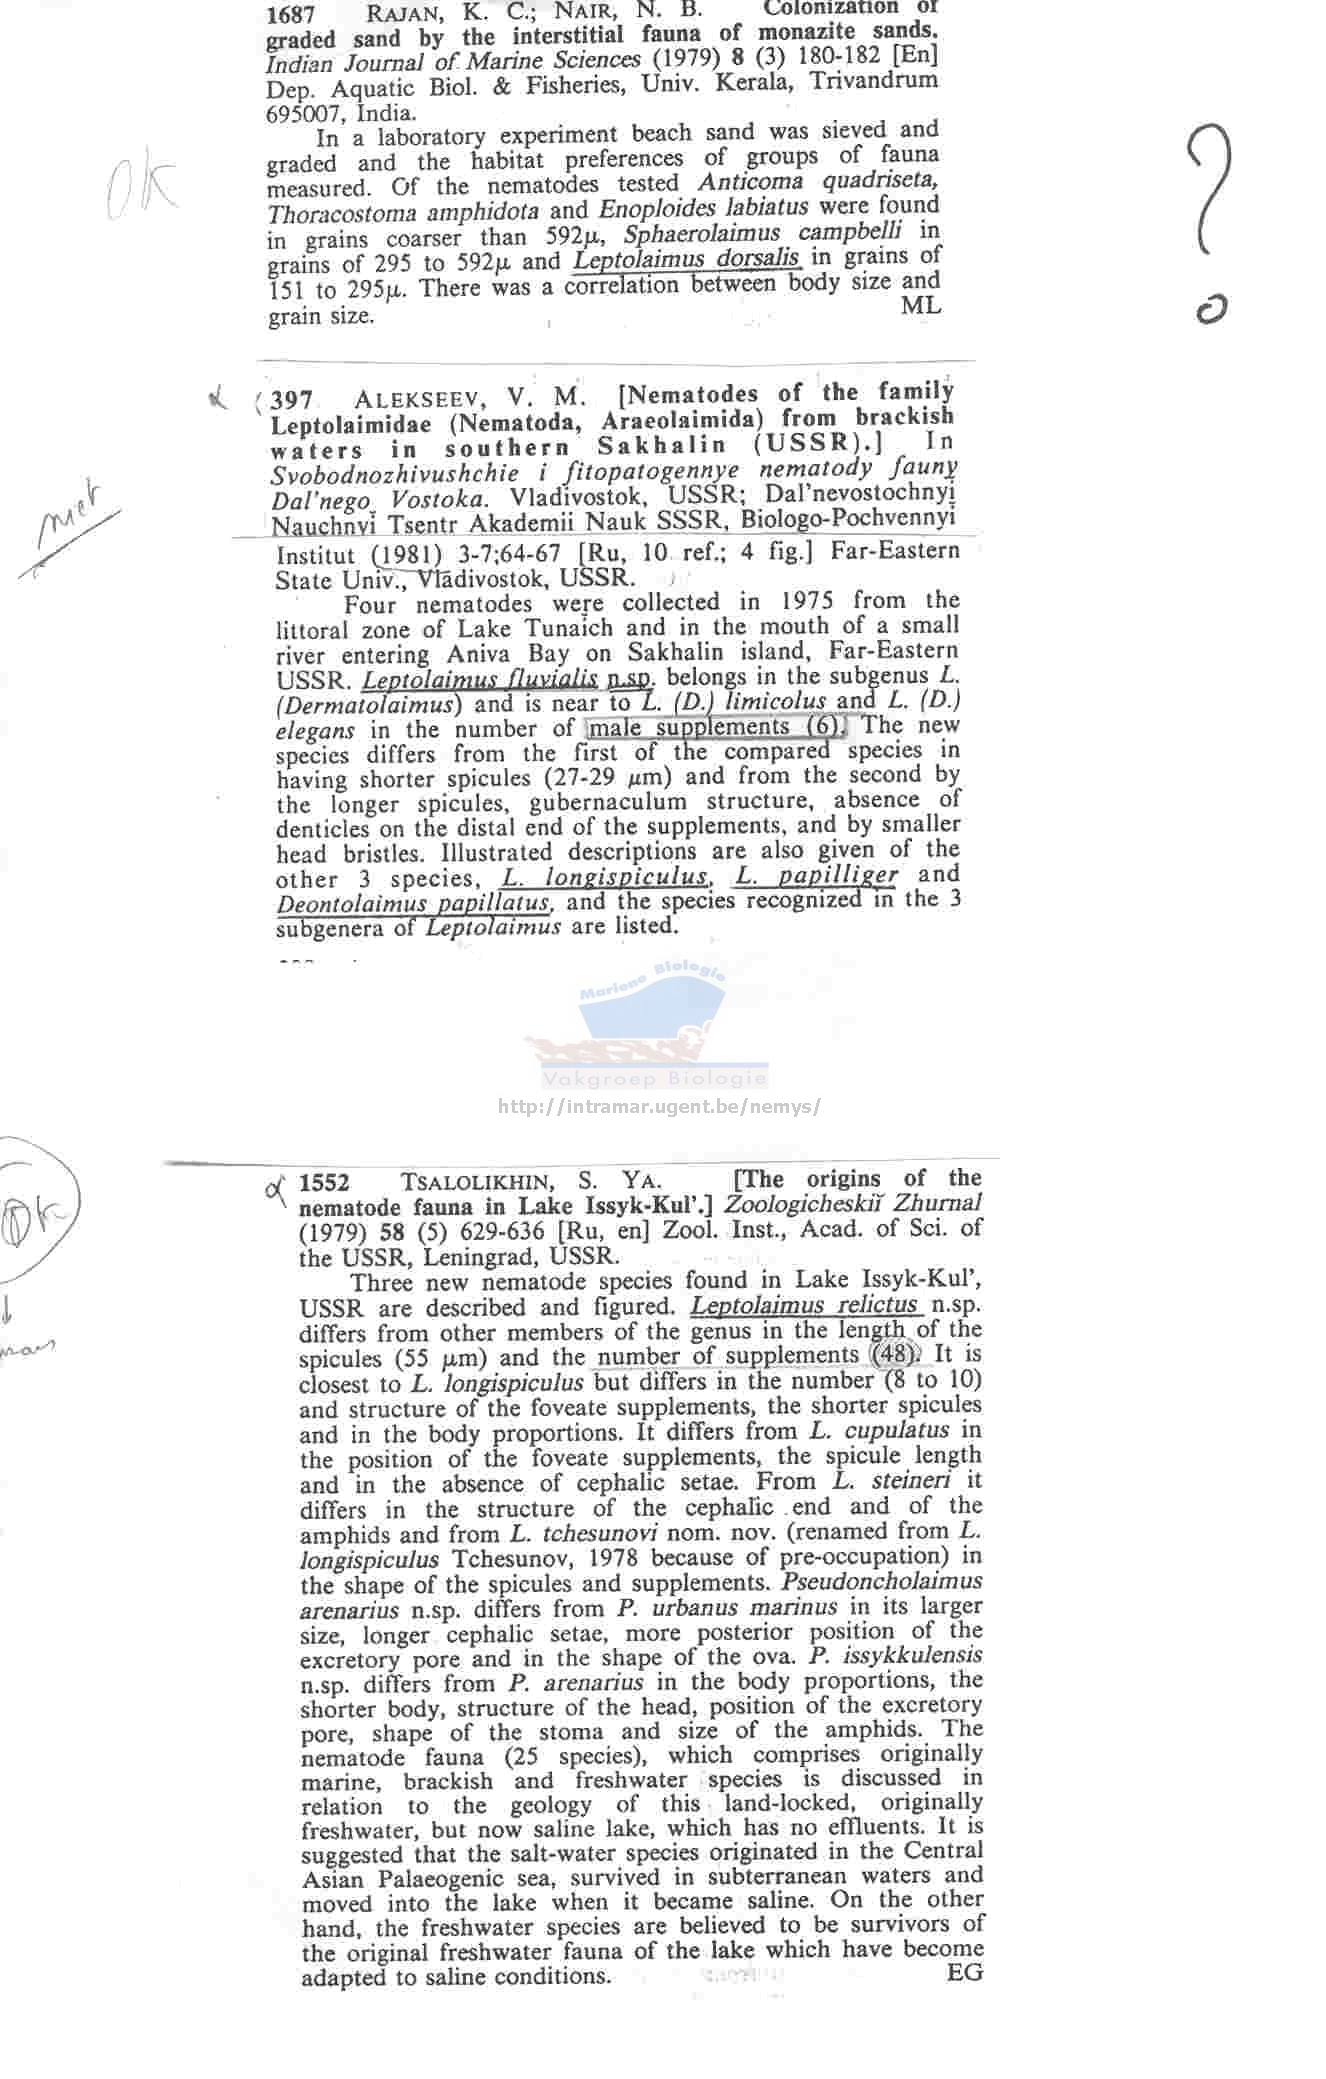 1687 RAJAN, K. C.; NAIR, N. B. Colonization of
graded sand by the interstitial fauna of monazite sands.
Indian Journal of Marine Sciences (1979) 8 (3) 180-182 [En]
Dep. Aquatic Biol. & Fisheries, Univ. Kerala, Trivandrum
695007, India.
In a laboratory experiment beach sand was sieved and
graded and the habitat preferences of groups of fauna
measured. Of the nematodes tested Anticoma quadriseta,
Thoracostoma amphidota and Enoploides labiatus were found
in grains coarser than 592µ, Sphaerolaimus campbelli in
grains of 295 to 592µ and Leptolaimus dorsalis in grains of
151 to 295µ. There was a correlation between body size and
grain size. ML
OK
?
α ( 397 ALEKSEEV, V. M. [Nematodes of the family
Leptolaimidae (Nematoda, Araeolaimida) from brackish
waters in southern Sakhalin (USSR).] In
Svobodnozhivushchie i fitopatogennye nematody fauny
Dal'nego Vostoka. Vladivostok, USSR; Dal'nevostochnyi
Nauchnyi Tsentr Akademii Nauk SSSR, Biologo-Pochvennyi
Institut (1981) 3-7;64-67 [Ru, 10 ref.; 4 fig.] Far-Eastern
State Univ., Vladivostok, USSR.
Four nematodes were collected in 1975 from the
littoral zone of Lake Tunaich and in the mouth of a small
river entering Aniva Bay on Sakhalin island, Far-Eastern
USSR. Leptolaimus fluvialis n.sp. belongs in the subgenus L.
(Dermatolaimus) and is near to L. (D.) limicolus and L. (D.)
elegans in the number of male supplements (6). The new
species differs from the first of the compared species in
having shorter spicules (27-29 µm) and from the second by
the longer spicules, gubernaculum structure, absence of
denticles on the distal end of the supplements, and by smaller
head bristles. Illustrated descriptions are also given of the
other 3 species, L. longispiculus, L. papilliger and
Deontolaimus papillatus, and the species recognized in the 3
subgenera of Leptolaimus are listed.
niet
Mariene Biologie
Vakgroep Biologie
http://intramar.ugent.be/nemys/
α 1552 TSALOLIKHIN, S. YA. [The origins of the
nematode fauna in Lake Issyk-Kul'.] Zoologicheskiĭ Zhurnal
(1979) 58 (5) 629-636 [Ru, en] Zool. Inst., Acad. of Sci. of
the USSR, Leningrad, USSR.
Three new nematode species found in Lake Issyk-Kul',
USSR are described and figured. Leptolaimus relictus n.sp.
differs from other members of the genus in the length of the
spicules (55 µm) and the number of supplements (48). It is
closest to L. longispiculus but differs in the number (8 to 10)
and structure of the foveate supplements, the shorter spicules
and in the body proportions. It differs from L. cupulatus in
the position of the foveate supplements, the spicule length
and in the absence of cephalic setae. From L. steineri it
differs in the structure of the cephalic end and of the
amphids and from L. tchesunovi nom. nov. (renamed from L.
longispiculus Tchesunov, 1978 because of pre-occupation) in
the shape of the spicules and supplements. Pseudoncholaimus
arenarius n.sp. differs from P. urbanus marinus in its larger
size, longer cephalic setae, more posterior position of the
excretory pore and in the shape of the ova. P. issykkulensis
n.sp. differs from P. arenarius in the body proportions, the
shorter body, structure of the head, position of the excretory
pore, shape of the stoma and size of the amphids. The
nematode fauna (25 species), which comprises originally
marine, brackish and freshwater species is discussed in
relation to the geology of this land-locked, originally
freshwater, but now saline lake, which has no effluents. It is
suggested that the salt-water species originated in the Central
Asian Palaeogenic sea, survived in subterranean waters and
moved into the lake when it became saline. On the other
hand, the freshwater species are believed to be survivors of
the original freshwater fauna of the lake which have become
adapted to saline conditions. EG
OK